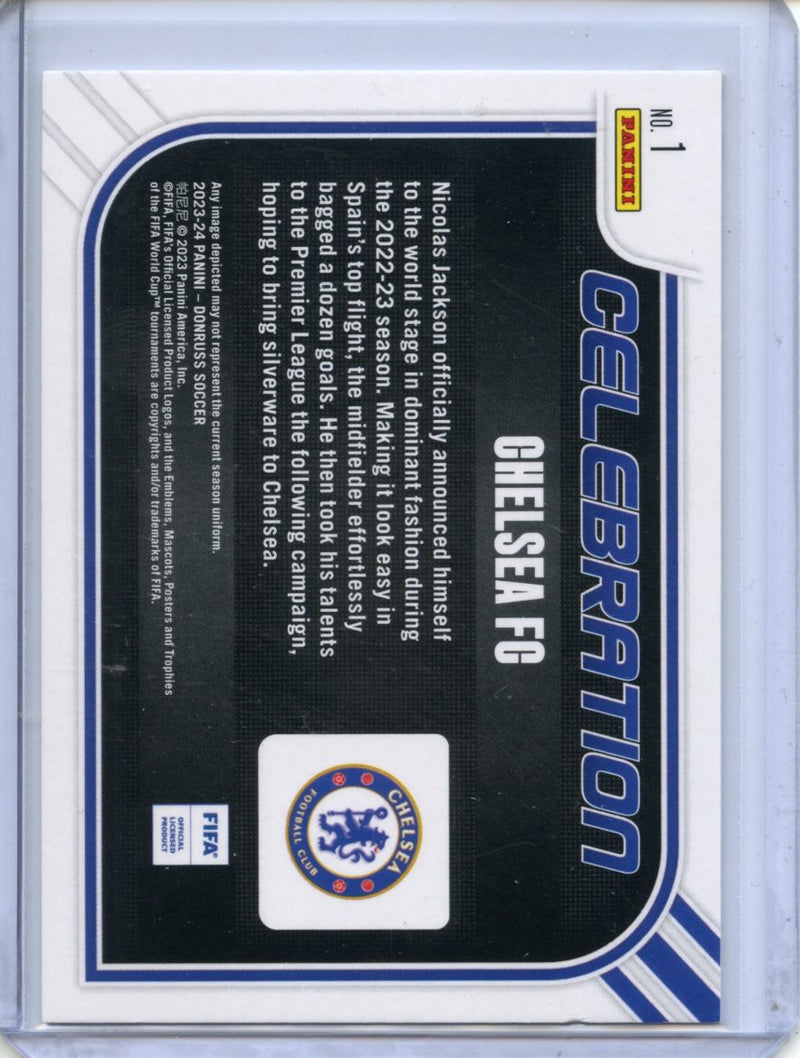 NO. 1
PANINI
CELEBRATION
CHELSEA FC
Nicolas Jackson officially announced himself
to the world stage in dominant fashion during
the 2022-23 season. Making it look easy in
Spain's top flight, the midfielder effortlessly
bagged a dozen goals. He then took his talents
to the Premier League the following campaign,
hoping to bring silverware to Chelsea.
CHELSEA
FOOTBALL CLUB
Any image depicted may not represent the current season uniform.
2023-24 PANINI – DONRUSS SOCCER
帕尼尼 © 2023 Panini America, Inc.
©FIFA, FIFA's Official Licensed Product Logos, and the Emblems, Mascots, Posters and Trophies
of the FIFA World Cup™ tournaments are copyrights and/or trademarks of FIFA.
FIFA®
OFFICIAL
LICENSED
PRODUCT